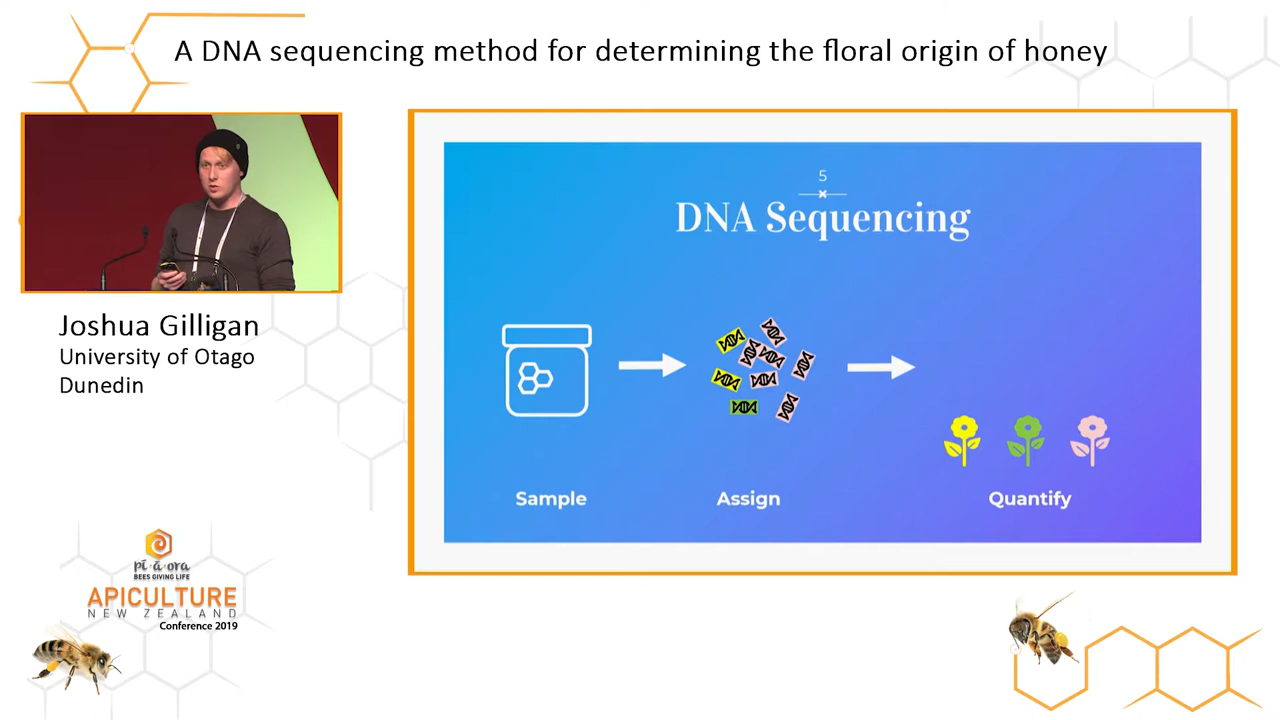 A DNA sequencing method for determining the floral origin of honey
5
DNA Sequencing
Sample
Assign
Quantify
Joshua Gilligan
University of Otago
Dunedin
pī·ā·ora
BEES GIVING LIFE
APICULTURE
NEW ZEALAND
Conference 2019